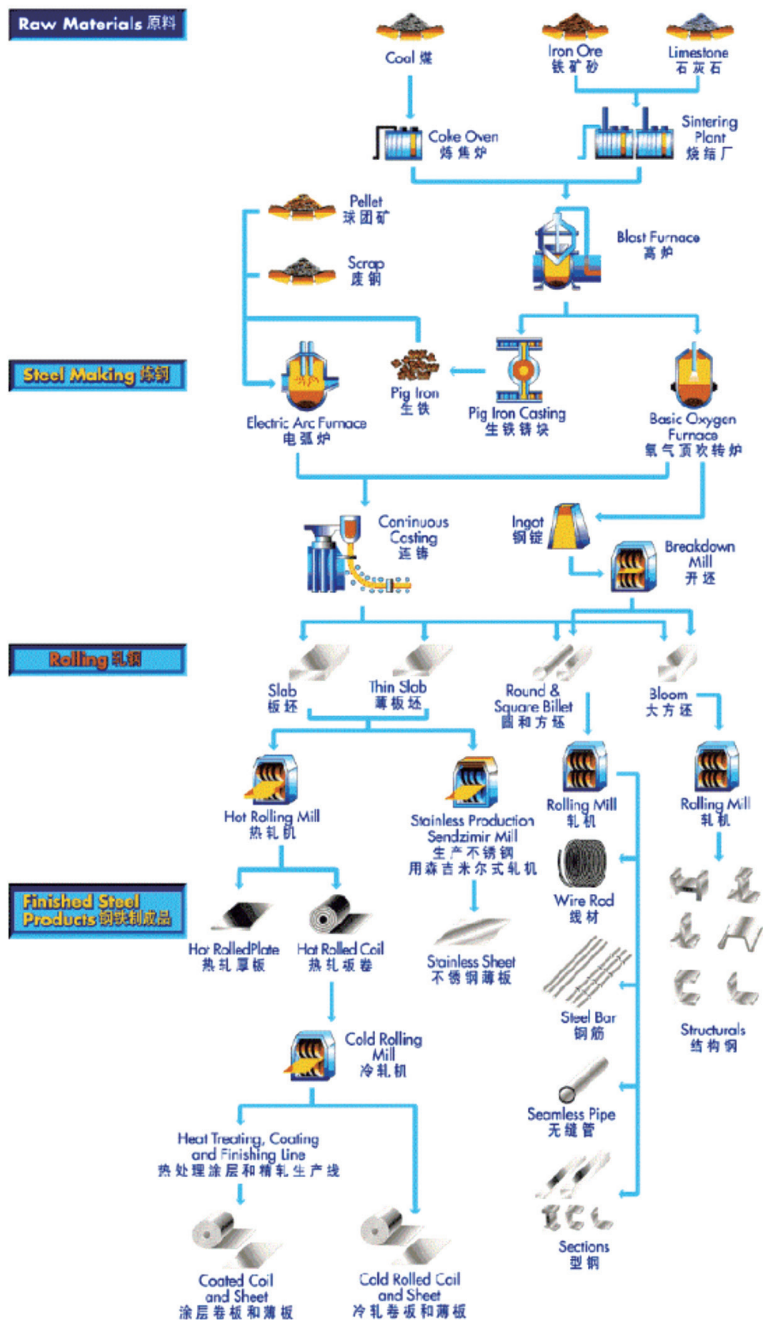 Raw Materials 原料
Coal 煤
Iron Ore
铁矿砂
Limestone
石灰石
Coke Oven
炼焦炉
Sintering
Plant
烧结厂
Pellet
球团矿
Blast Furnace
高炉
Scrap
废钢
Steel Making 炼钢
Electric Arc Furnace
电弧炉
Pig Iron
生铁
Pig Iron Casting
生铁铸块
Basic Oxygen
Furnace
氧气顶吹转炉
Continuous
Casting
连铸
Ingot
钢锭
Breakdown
Mill
开坯
Rolling 轧钢
Slab
板坯
Thin Slab
薄板坯
Round &
Square Billet
圆和方坯
Bloom
大方坯
Hot Rolling Mill
热轧机
Stainless Production
Sendzimir Mill
生产不锈钢
用森吉米尔式轧机
Rolling Mill
轧机
Rolling Mill
轧机
Finished Steel
Products 钢铁制成品
Wire Rod
线材
Hot RolledPlate
热轧厚板
Hot Rolled Coil
热轧板卷
Stainless Sheet
不锈钢薄板
Steel Bar
钢筋
Structurals
结构钢
Cold Rolling
Mill
冷轧机
Seamless Pipe
无缝管
Heat Treating, Coating
and Finishing Line
热处理涂层和精轧生产线
Sections
型钢
Coated Coil
and Sheet
涂层卷板和薄板
Cold Rolled Coil
and Sheet
冷轧卷板和薄板